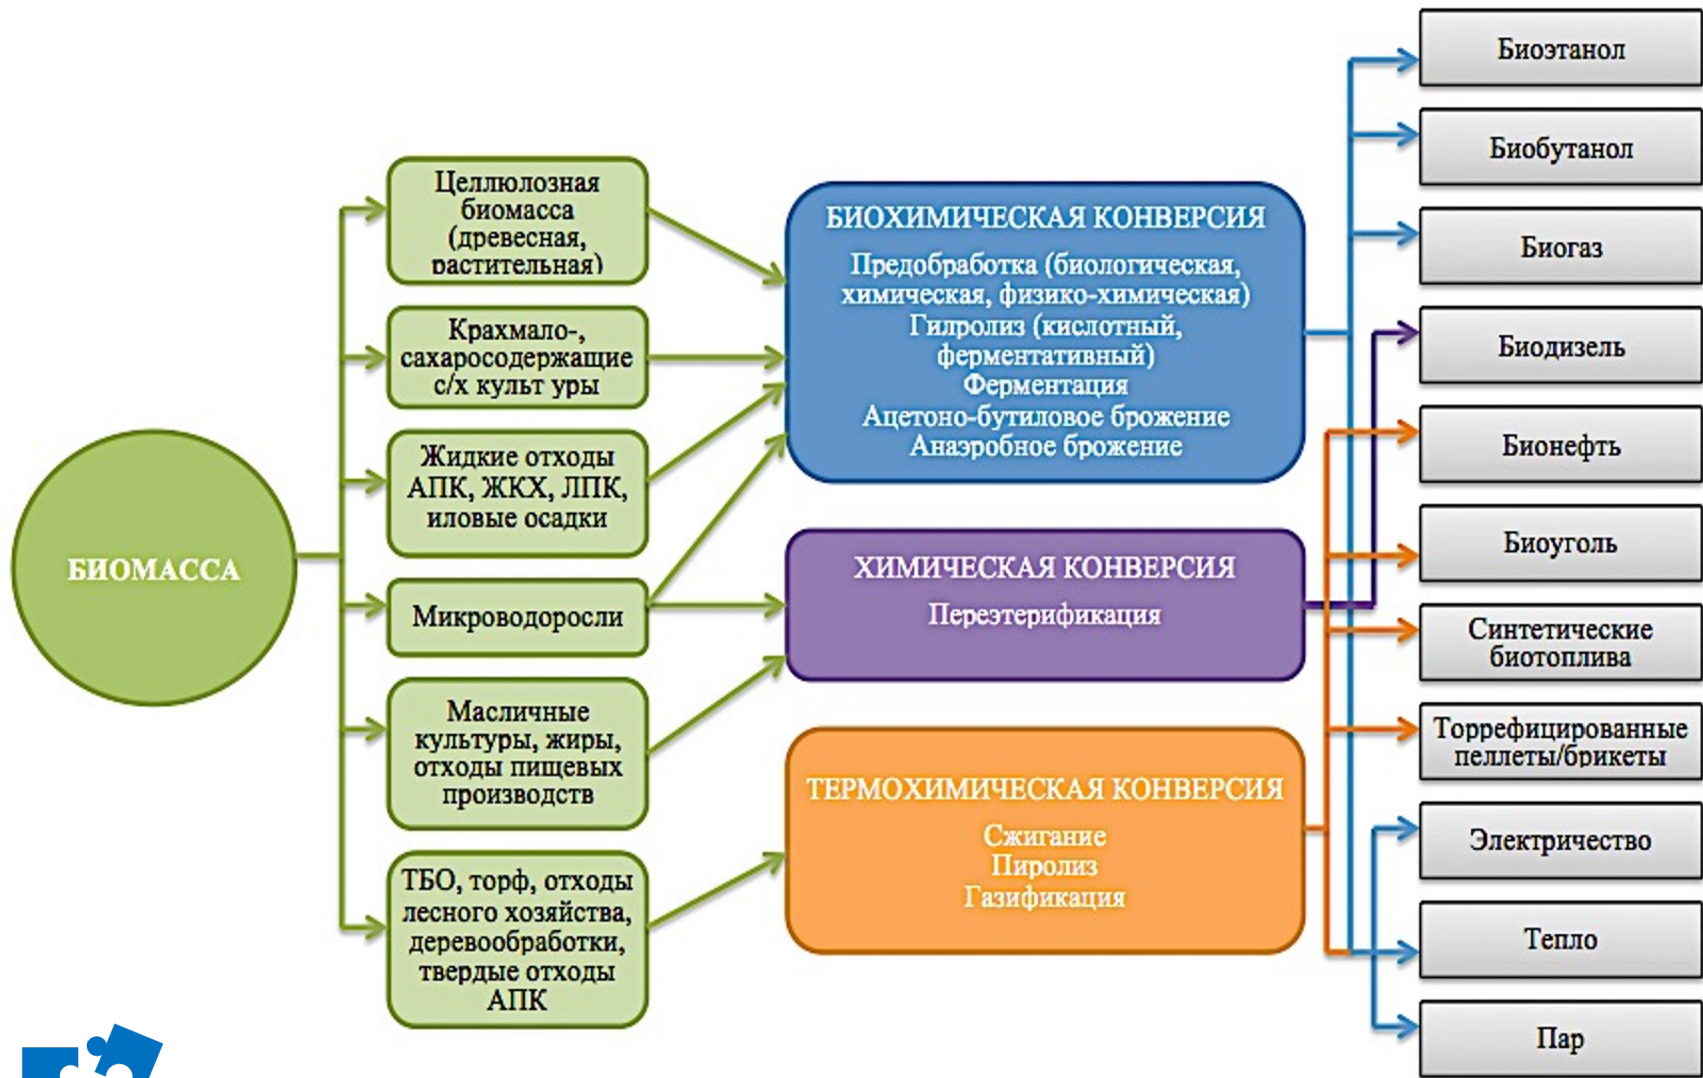 БИОМАССА
Целлюлозная
биомасса
(древесная,
растительная)
Крахмало-,
сахаросодержащие
с/х культ уры
Жидкие отходы
АПК, ЖКХ, ЛПК,
иловые осадки
Микроводоросли
Масличные
культуры, жиры,
отходы пищевых
производств
ТБО, торф, отходы
лесного хозяйства,
деревообработки,
твердые отходы
АПК
БИОХИМИЧЕСКАЯ КОНВЕРСИЯ
Предобработка (биологическая,
химическая, физико-химическая)
Гилролиз (кислотный,
ферментативный)
Ферментация
Ацетоно-бутиловое брожение
Анаэробное брожение
ХИМИЧЕСКАЯ КОНВЕРСИЯ
Переэтерификация
ТЕРМОХИМИЧЕСКАЯ КОНВЕРСИЯ
Сжигание
Пиролиз
Газификация
Биоэтанол
Биобутанол
Биогаз
Биодизель
Бионефть
Биоуголь
Синтетические
биотоплива
Торрефицированные
пеллеты/брикеты
Электричество
Тепло
Пар